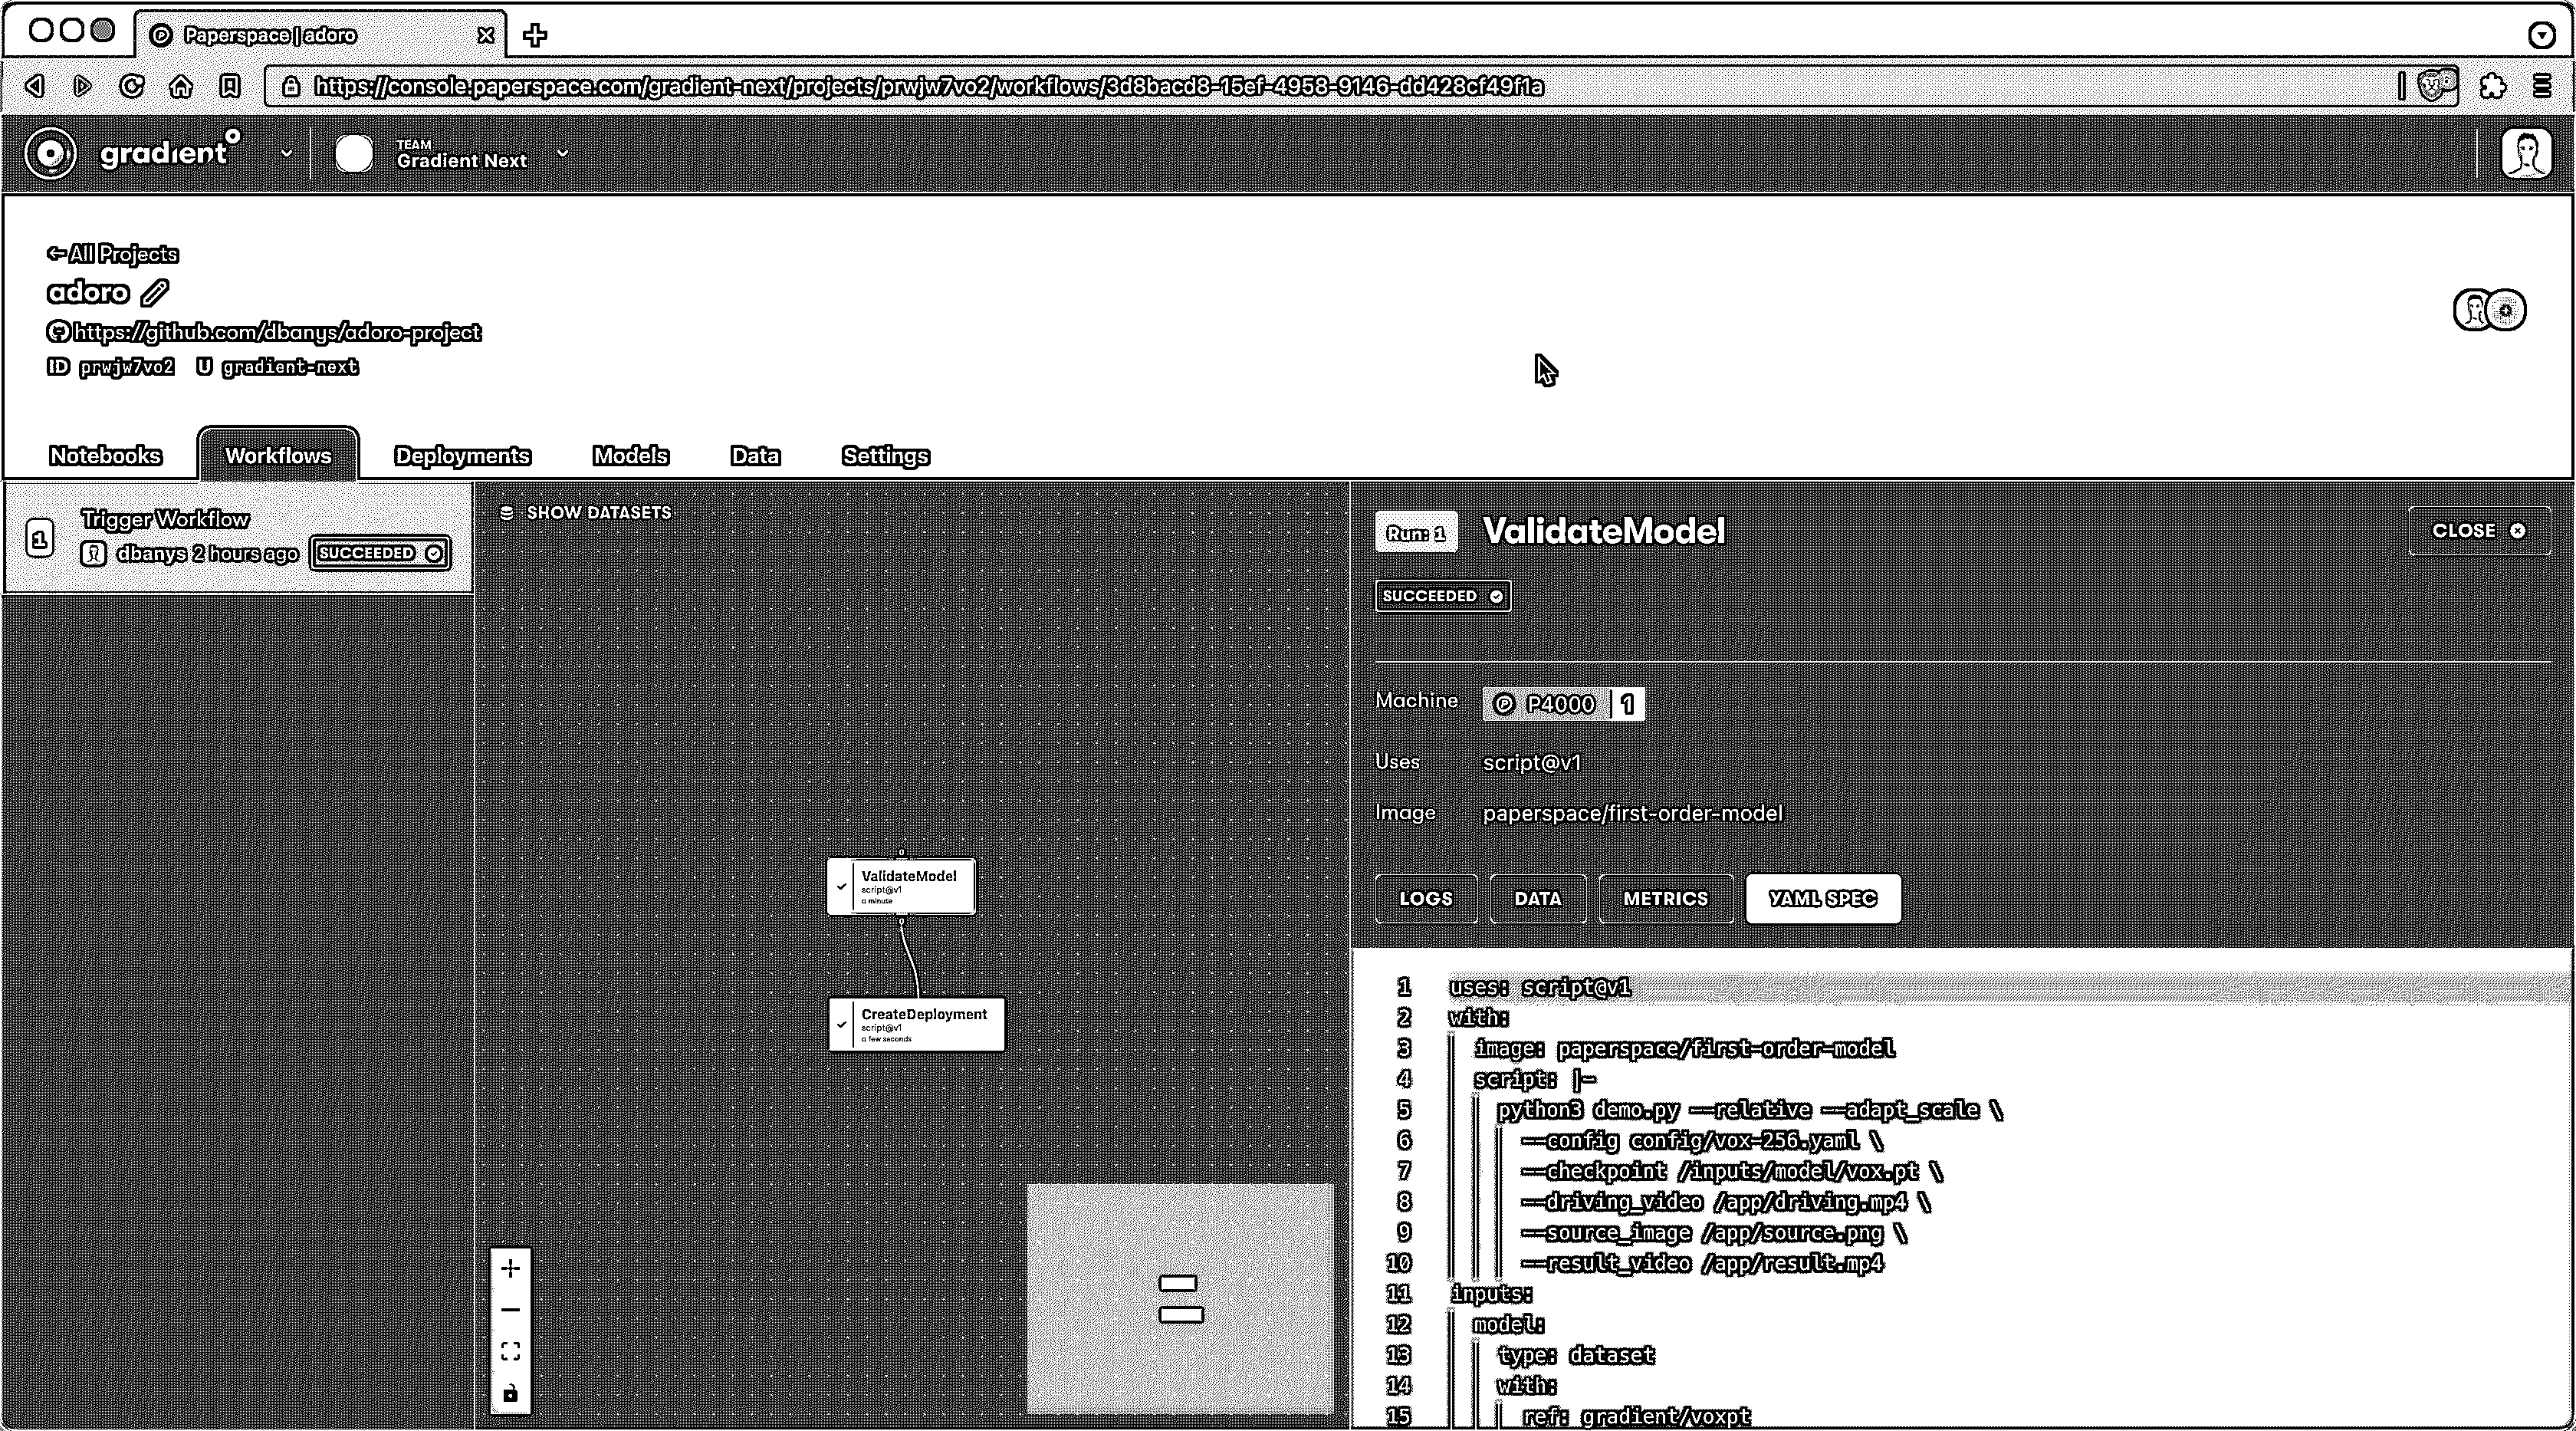 Paperspace | adoro
https://console.paperspace.com/gradient-next/projects/prwjw7vo2/workflows/3d8bacd8-15ef-4958-9146-dd428cf49f1a
gradient
TEAM
Gradient Next
All Projects
adoro
https://github.com/dbanys/adoro-project
ID prwjw7vo2 U gradient-next
Notebooks Workflows Deployments Models Data Settings
1
Trigger Workflow
dbanys 2 hours ago SUCCEEDED
SHOW DATASETS
ValidateModel
script@v1
a minute
CreateDeployment
script@v1
a few seconds
Run: 1 ValidateModel CLOSE
SUCCEEDED
Machine P4000 1
Uses script@v1
Image paperspace/first-order-model
LOGS DATA METRICS YAML SPEC
1 uses: script@v1
2 with:
3 image: paperspace/first-order-model
4 script: |-
5 python3 demo.py --relative --adapt_scale \
6 --config config/vox-256.yaml \
7 --checkpoint /inputs/model/vox.pt \
8 --driving_video /app/driving.mp4 \
9 --source_image /app/source.png \
10 --result_video /app/result.mp4
11 inputs:
12 model:
13 type: dataset
14 with:
15 ref: gradient/voxpt